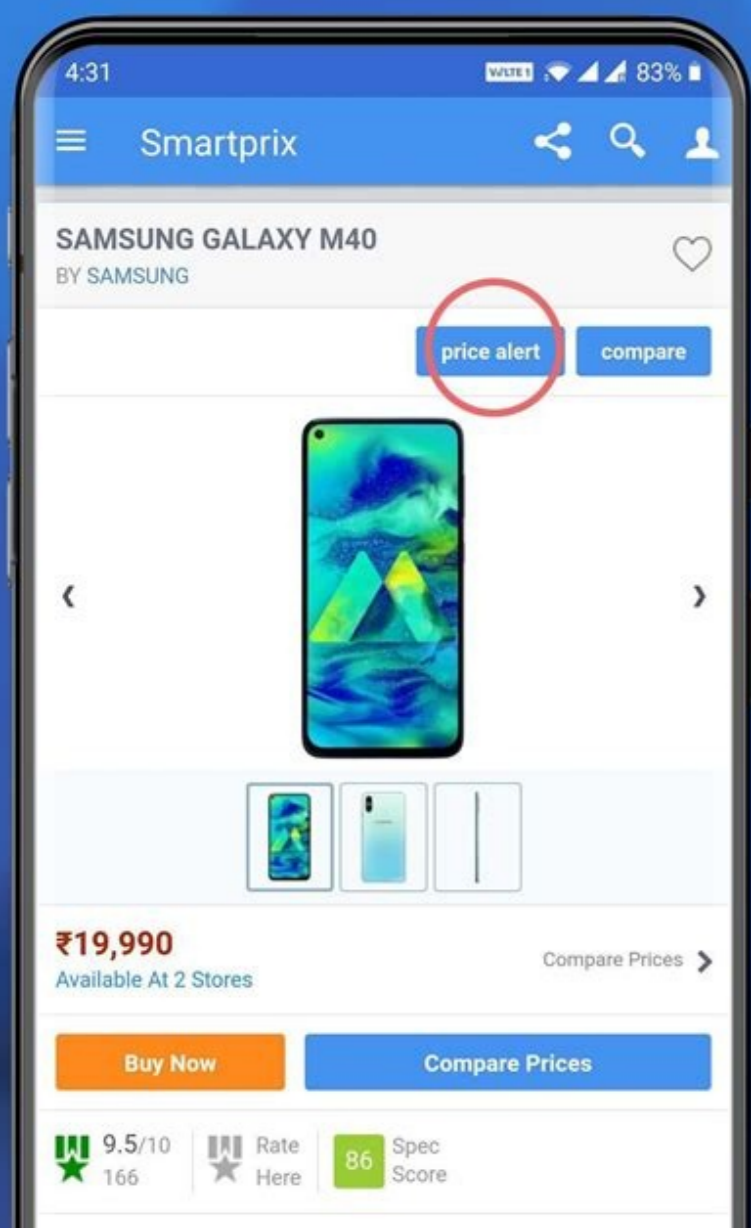 4:31
VoLTE1
83%
Smartprix
SAMSUNG GALAXY M40
BY SAMSUNG
price alert
compare
₹19,990
Available At 2 Stores
Compare Prices
Buy Now
Compare Prices
9.5/10
166
Rate
Here
86
Spec
Score